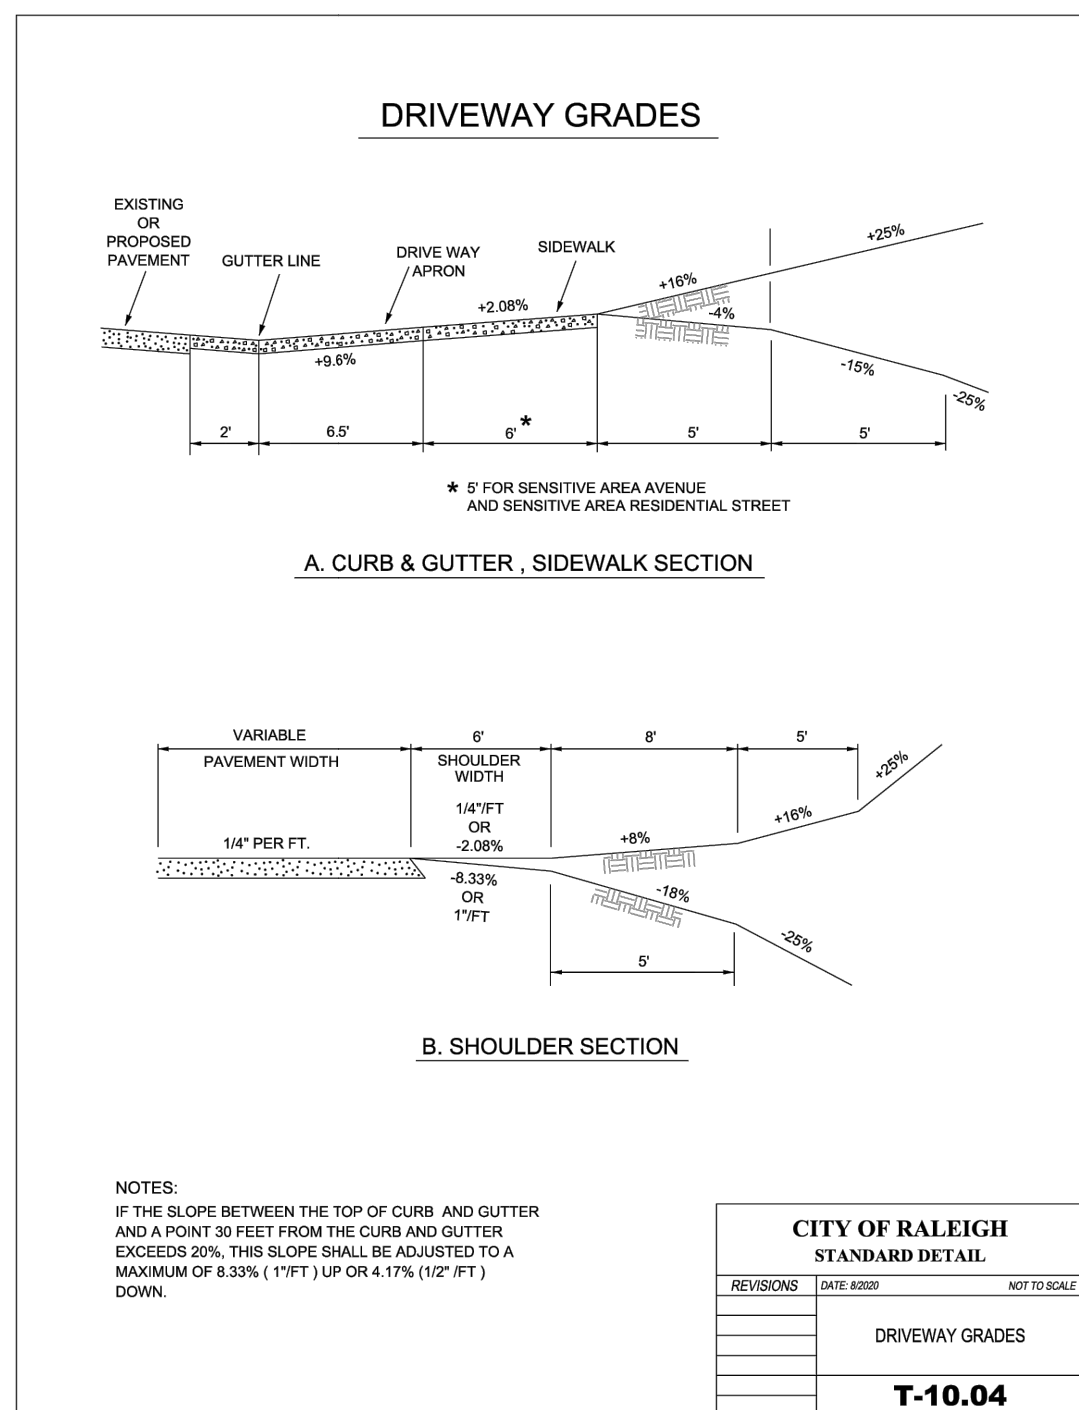 DRIVEWAY GRADES
EXISTING
OR
PROPOSED
PAVEMENT
GUTTER LINE
DRIVE WAY
APRON
SIDEWALK
+2.08%
+9.6%
+16%
+25%
-4%
-15%
-25%
2'
6.5'
6' *
5'
5'
* 5' FOR SENSITIVE AREA AVENUE
AND SENSITIVE AREA RESIDENTIAL STREET
A. CURB & GUTTER , SIDEWALK SECTION
VARIABLE
PAVEMENT WIDTH
6'
SHOULDER
WIDTH
8'
5'
1/4" PER FT.
1/4"/FT
OR
-2.08%
-8.33%
OR
1"/FT
+8%
+16%
+25%
-18%
-25%
5'
B. SHOULDER SECTION
NOTES:
IF THE SLOPE BETWEEN THE TOP OF CURB AND GUTTER
AND A POINT 30 FEET FROM THE CURB AND GUTTER
EXCEEDS 20%, THIS SLOPE SHALL BE ADJUSTED TO A
MAXIMUM OF 8.33% ( 1"/FT ) UP OR 4.17% (1/2" /FT )
DOWN.
CITY OF RALEIGH
STANDARD DETAIL
REVISIONS
DATE: 8/2020
NOT TO SCALE
DRIVEWAY GRADES
T-10.04